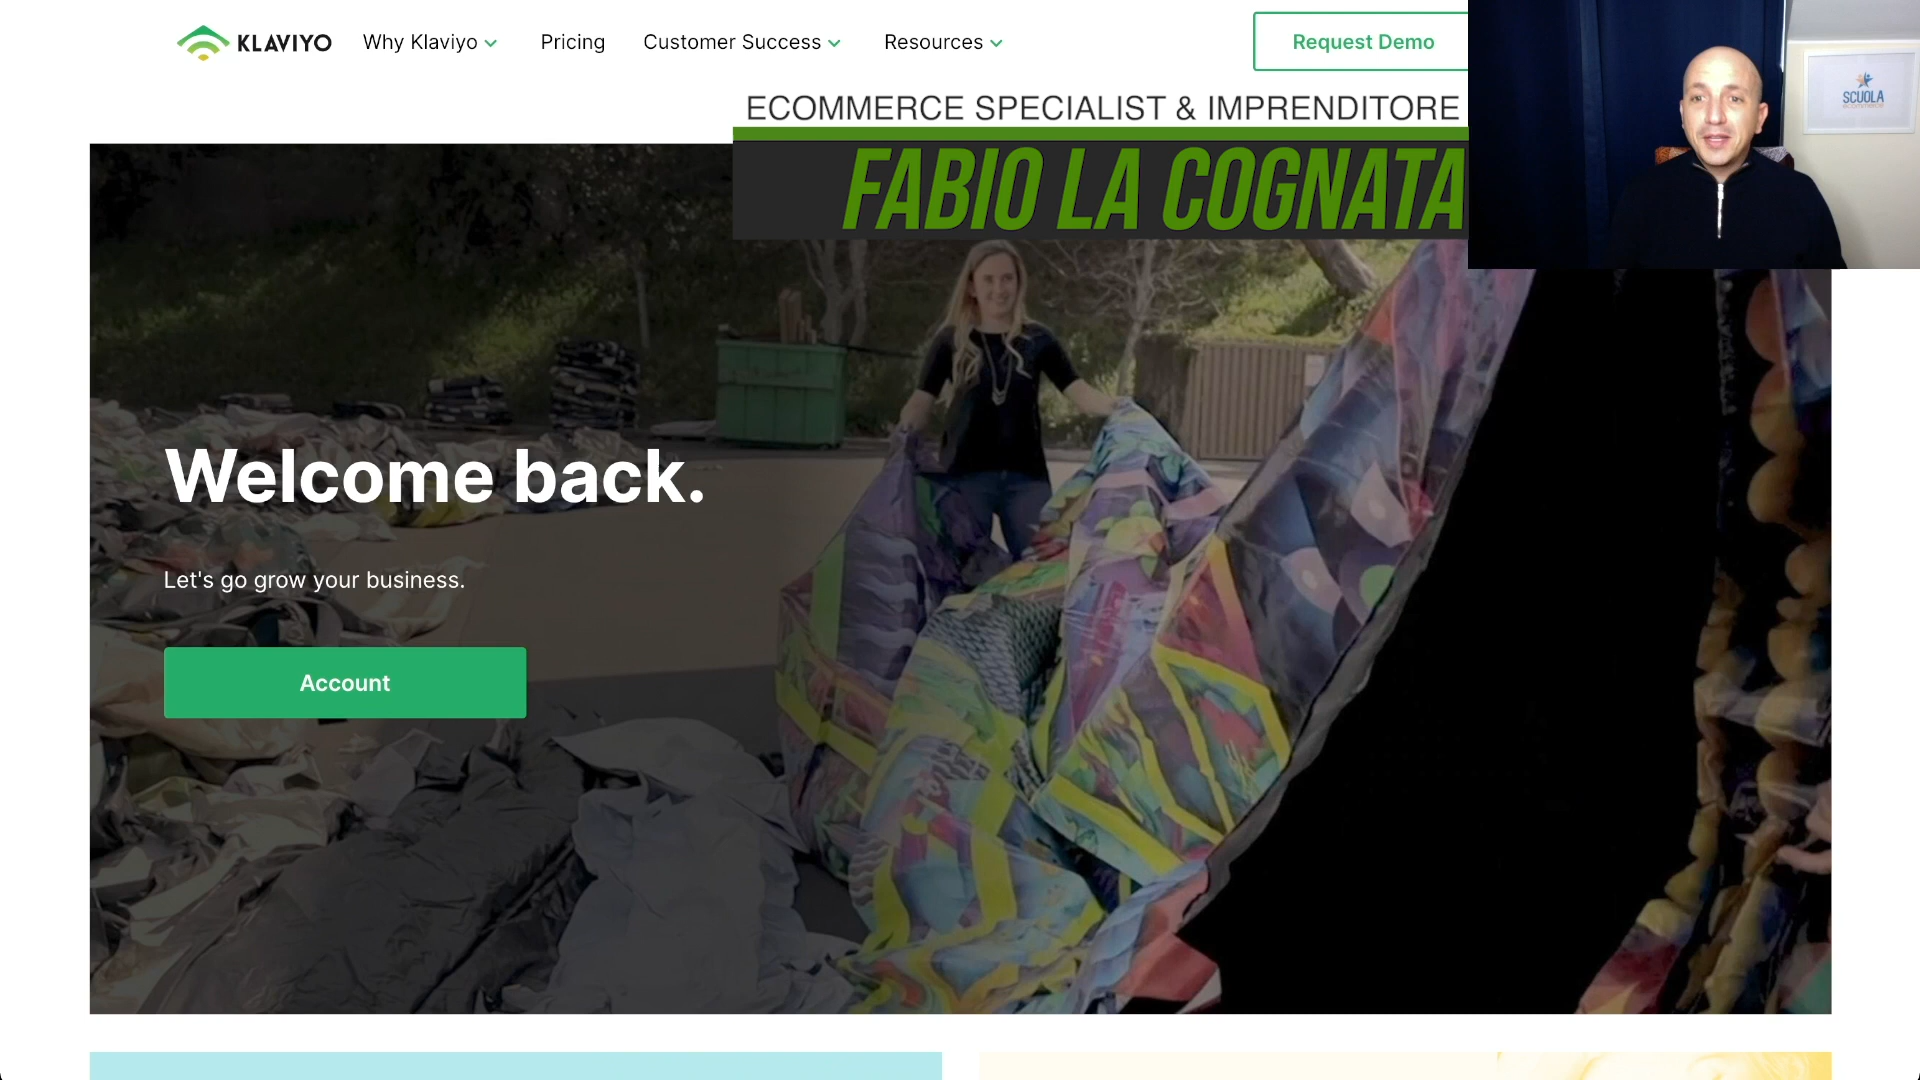 KLAVIYO
Why Klaviyo
Pricing
Customer Success
Resources
Request Demo
ECOMMERCE SPECIALIST & IMPRENDITORE
FABIO LA COGNATA
SCUOLA
Welcome back.
Let's go grow your business.
Account